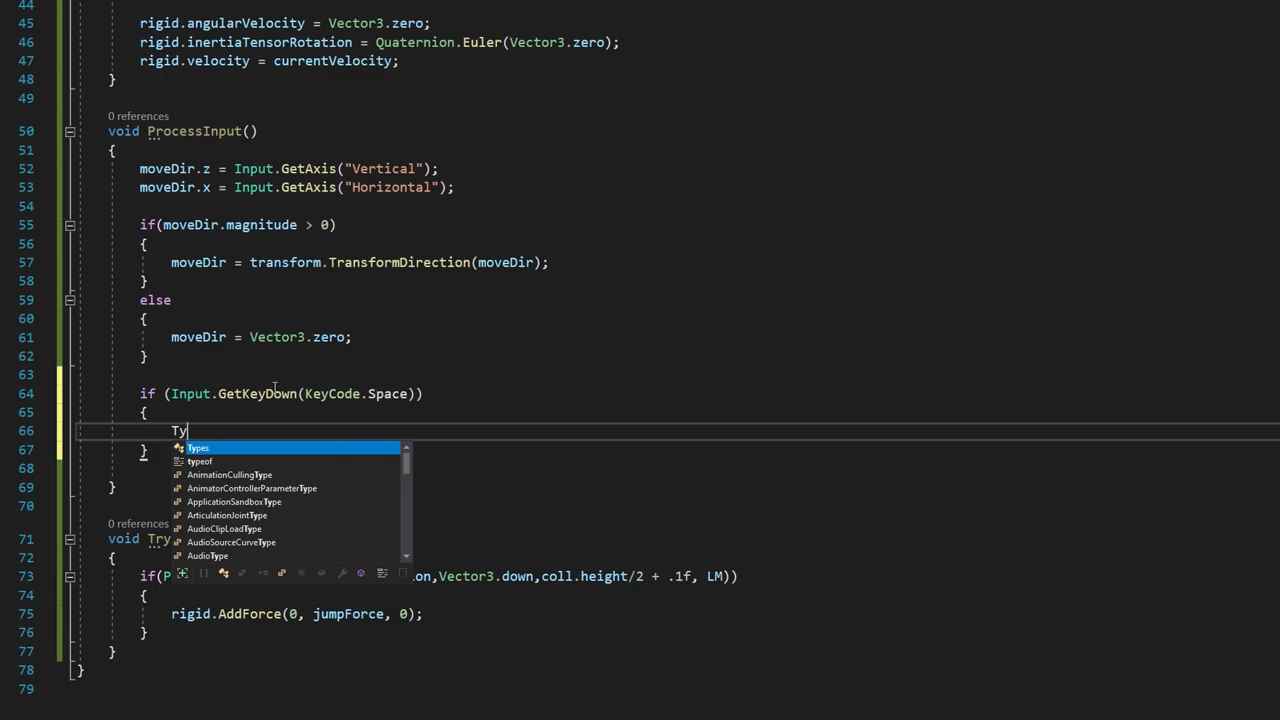 44
45 rigid.angularVelocity = Vector3.zero;
46 rigid.inertiaTensorRotation = Quaternion.Euler(Vector3.zero);
47 rigid.velocity = currentVelocity;
48 }
49
0 references
50 void ProcessInput()
51 {
52 moveDir.z = Input.GetAxis("Vertical");
53 moveDir.x = Input.GetAxis("Horizontal");
54
55 if(moveDir.magnitude > 0)
56 {
57 moveDir = transform.TransformDirection(moveDir);
58 }
59 else
60 {
61 moveDir = Vector3.zero;
62 }
63
64 if (Input.GetKeyDown(KeyCode.Space))
65 {
66 Ty
Types
67 }
typeof
68
AnimationCullingType
69 }
AnimatorControllerParameterType
ApplicationSandboxType
70
ArticulationJointType
0 references
AudioClipLoadType
71 void Try
AudioSourceCurveType
72 {
AudioType
73 if(P on,Vector3.down,coll.height/2 + .1f, LM))
74 {
75 rigid.AddForce(0, jumpForce, 0);
76 }
77 }
78 }
79